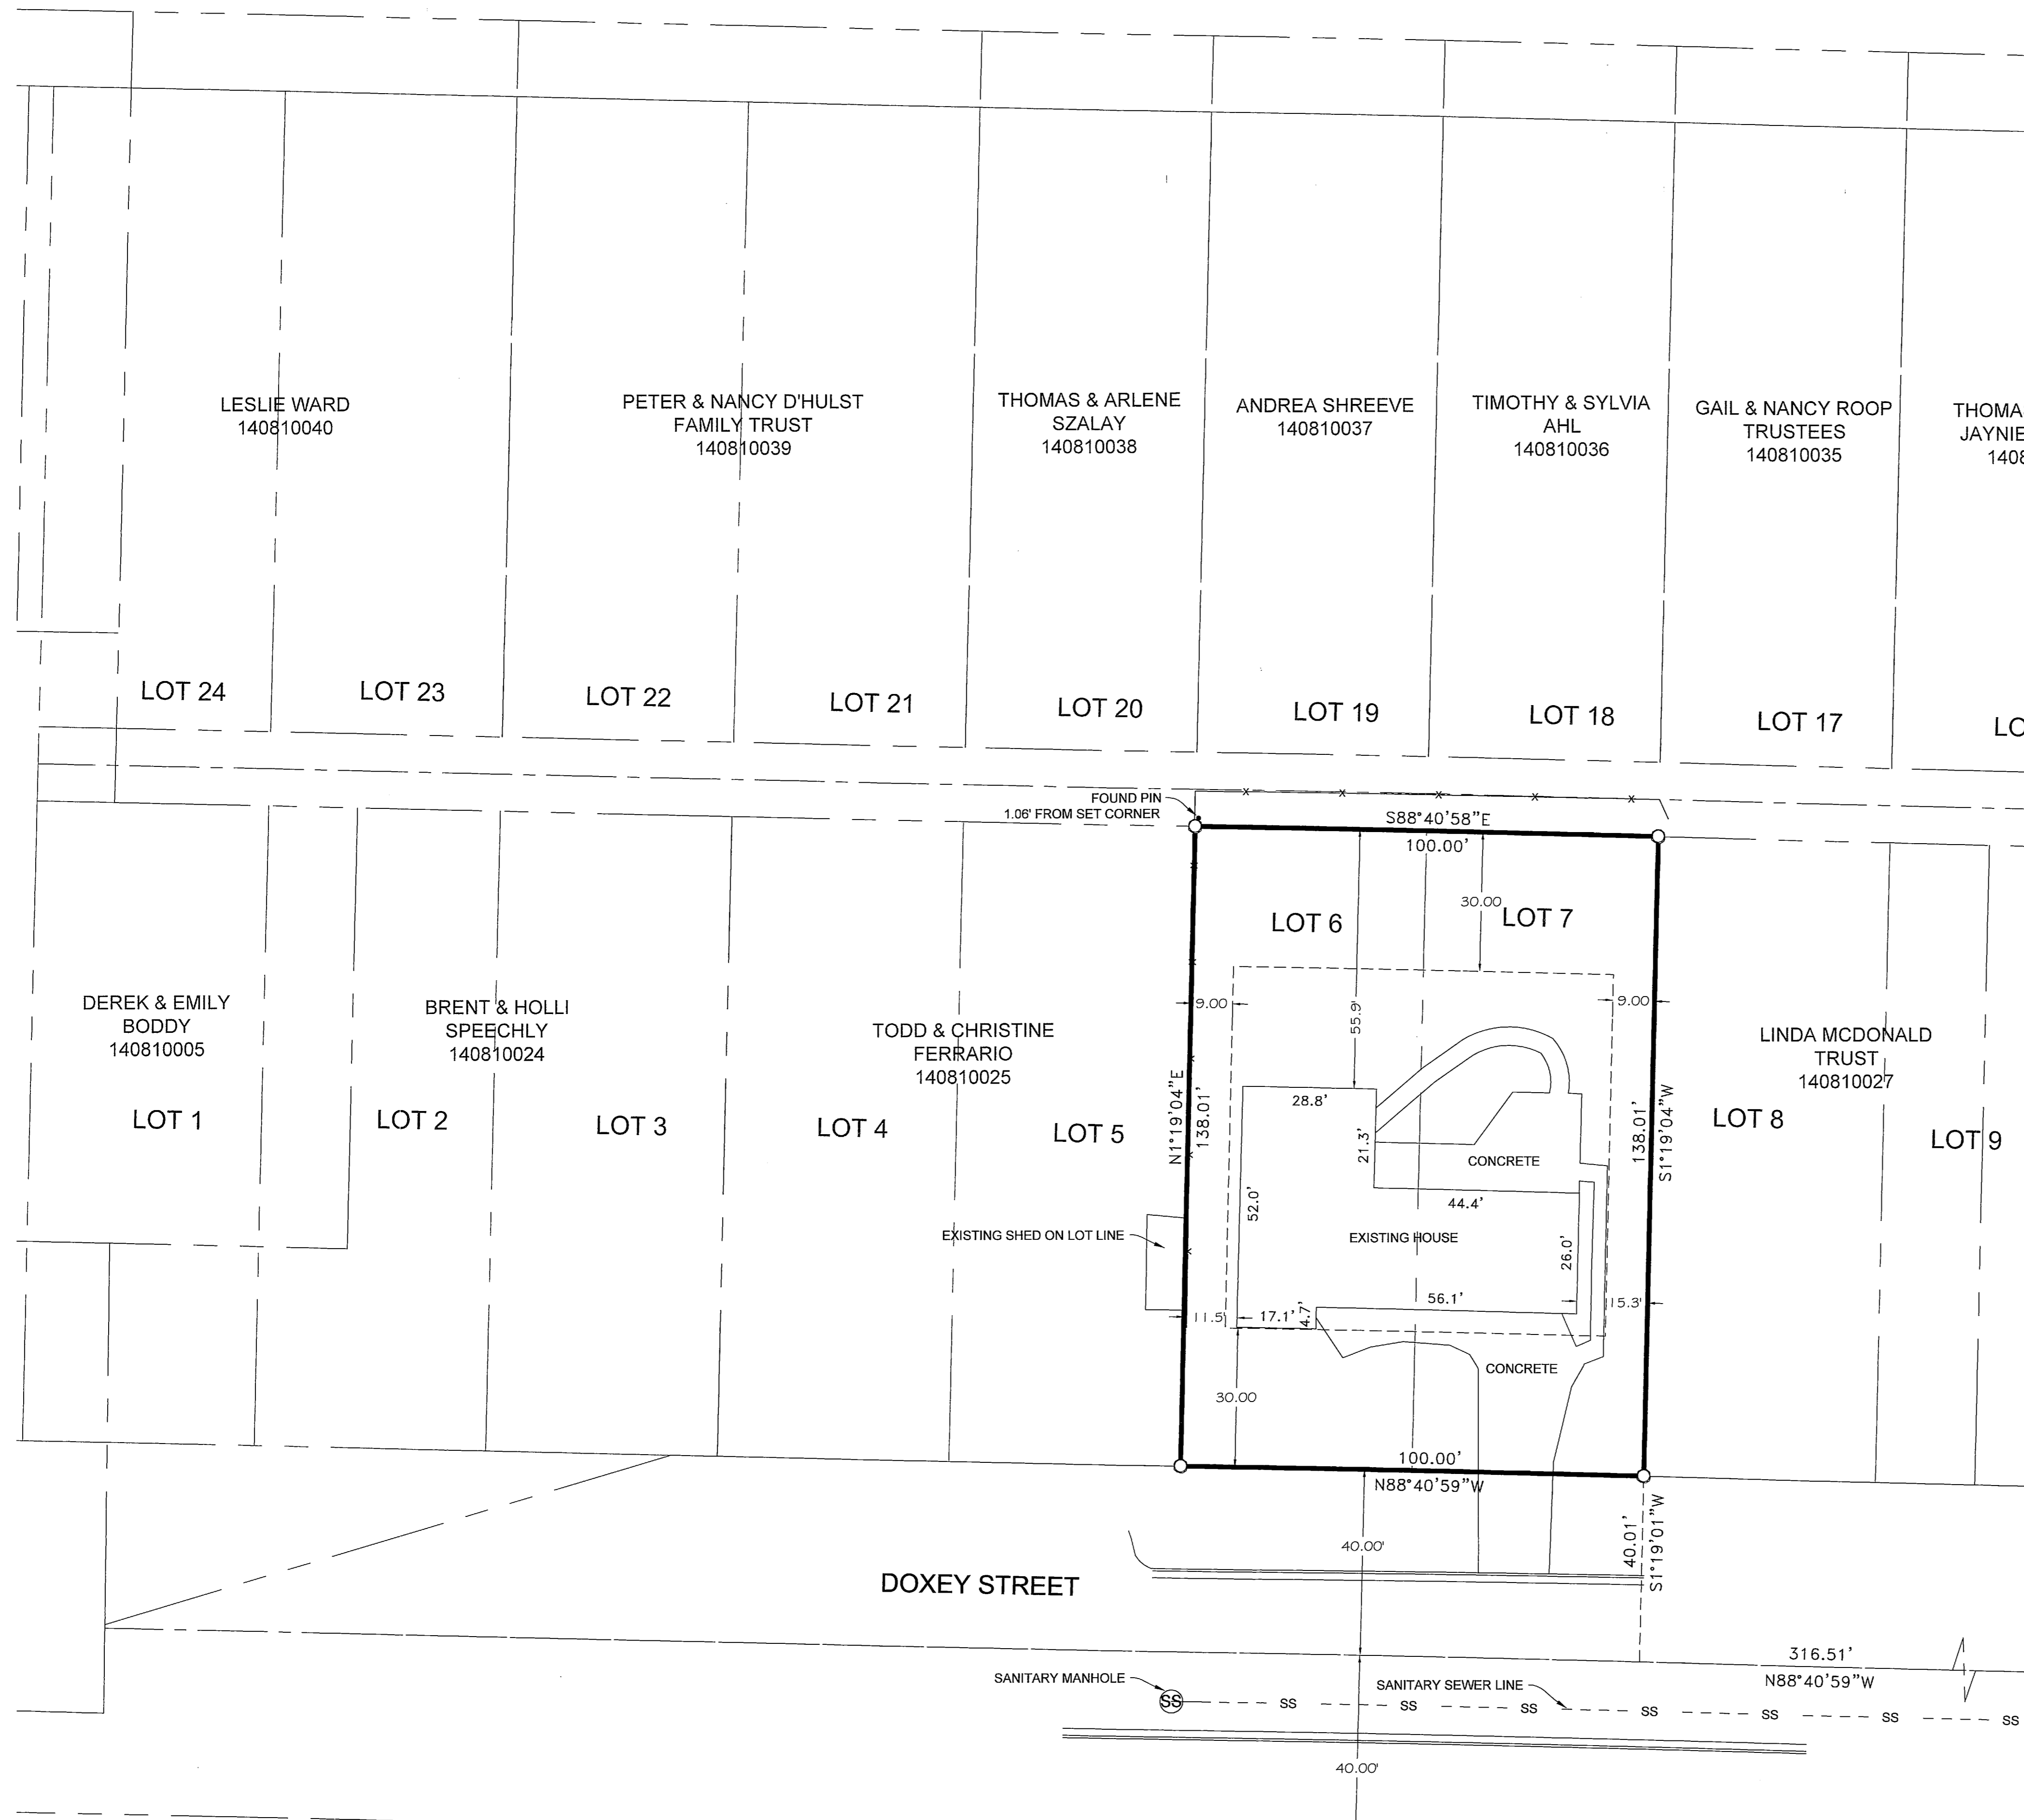 LESLIE WARD
140810040
PETER & NANCY D'HULST
FAMILY TRUST
140810039
THOMAS & ARLENE
SZALAY
140810038
ANDREA SHREEVE
140810037
TIMOTHY & SYLVIA
AHL
140810036
GAIL & NANCY ROOP
TRUSTEES
140810035
THOMA
JAYNIE
1408
LOT 24
LOT 23
LOT 22
LOT 21
LOT 20
LOT 19
LOT 18
LOT 17
LO
FOUND PIN
1.06' FROM SET CORNER
S88°40'58"E
100.00'
30.00
LOT 6
LOT 7
9.00
9.00
55.9'
DEREK & EMILY
BODDY
140810005
BRENT & HOLLI
SPEECHLY
140810024
TODD & CHRISTINE
FERRARIO
140810025
LINDA MCDONALD
TRUST
140810027
LOT 1
LOT 2
LOT 3
LOT 4
LOT 5
LOT 8
LOT 9
N1°19'04"E
138.01'
138.01'
S1°19'04"W
28.8'
21.3'
CONCRETE
44.4'
52.0'
EXISTING SHED ON LOT LINE
EXISTING HOUSE
26.0'
56.1'
11.5'
17.1'
4.7'
15.3'
CONCRETE
30.00
100.00'
N88°40'59"W
40.00'
40.01'
S1°19'01"W
DOXEY STREET
316.51'
N88°40'59"W
SANITARY MANHOLE
SANITARY SEWER LINE
SS SS SS SS SS SS SS SS
40.00'